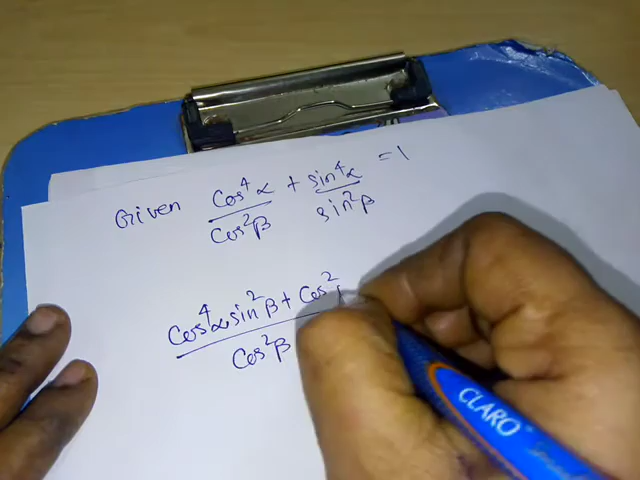 Given cos⁴α/cos²β + sin⁴α/sin²β = 1
cos⁴α sin²β + cos²
cos²β
CLARO